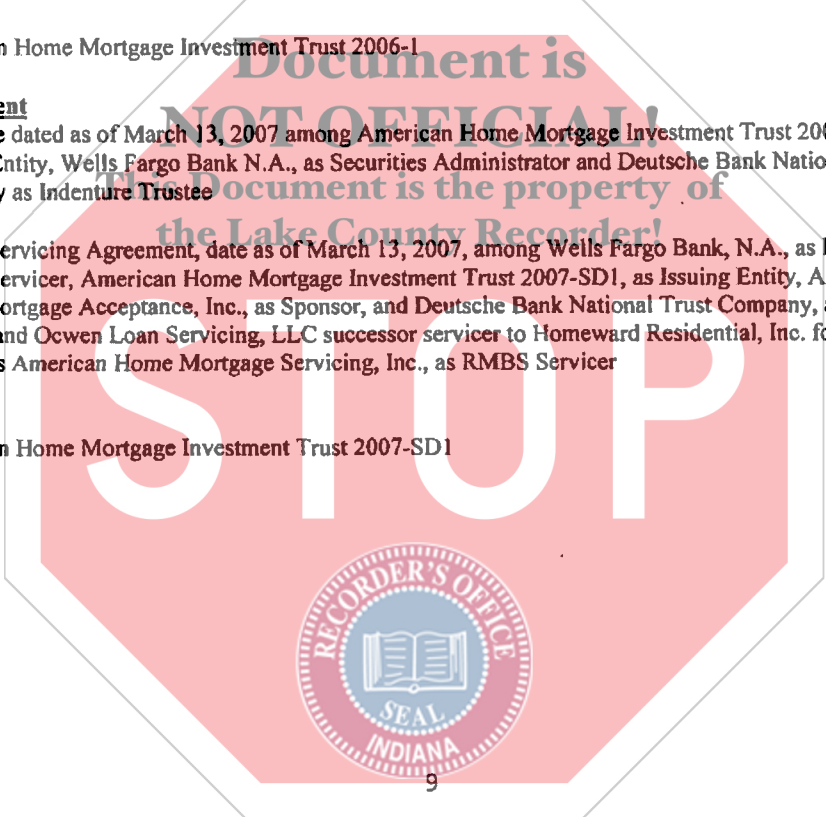 n Home Mortgage Investment Trust 2006-1
Document is
ent
NOT OFFICIAL!
e dated as of March 13, 2007 among American Home Mortgage Investment Trust 200
Entity, Wells Fargo Bank N.A., as Securities Administrator and Deutsche Bank Natio
y as Indenture Trustee
This Document is the property of
the Lake County Recorder!
ervicing Agreement, date as of March 13, 2007, among Wells Fargo Bank, N.A., as
ervicer, American Home Mortgage Investment Trust 2007-SD1, as Issuing Entity, A
ortgage Acceptance, Inc., as Sponsor, and Deutsche Bank National Trust Company,
and Ocwen Loan Servicing, LLC successor servicer to Homeward Residential, Inc. fo
s American Home Mortgage Servicing, Inc., as RMBS Servicer
STOP
n Home Mortgage Investment Trust 2007-SD1
RECORDER'S OFFICE
SEAL
INDIANA
9